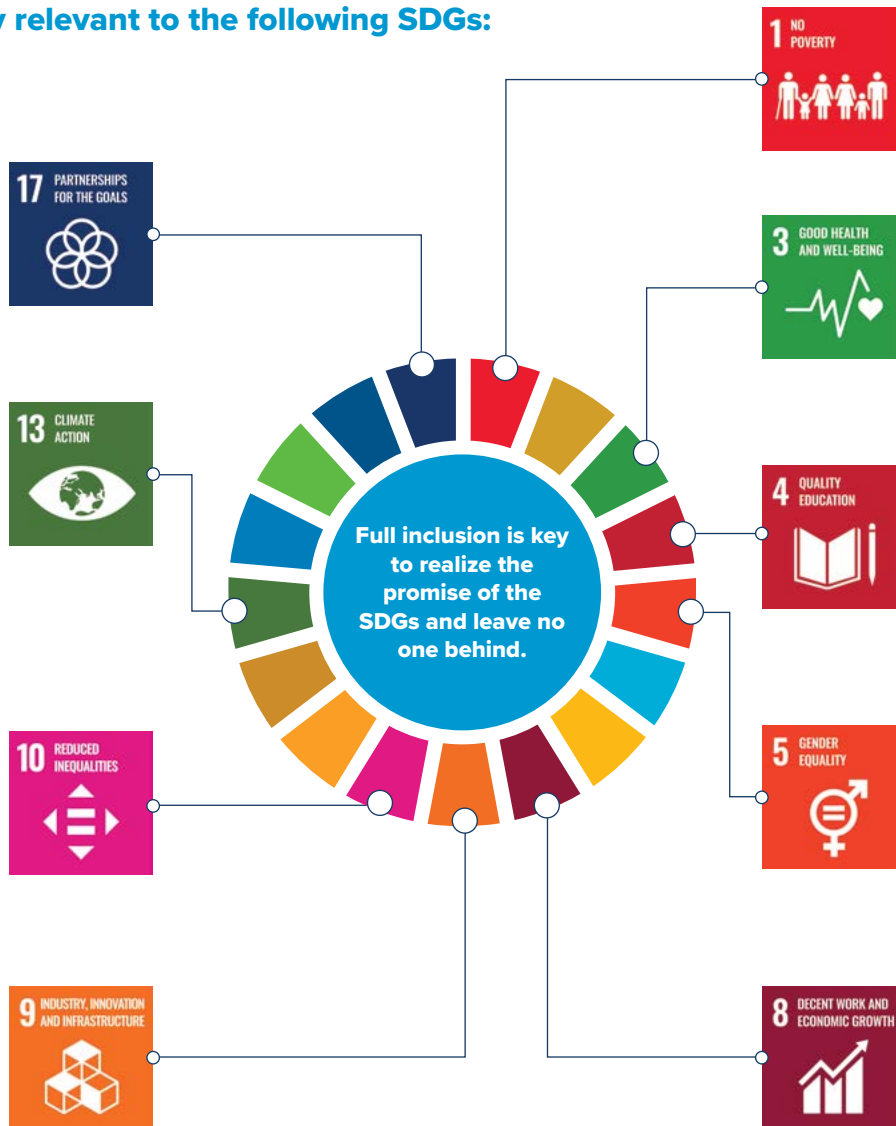 y relevant to the following SDGs:
1 NO
POVERTY
17 PARTNERSHIPS
FOR THE GOALS
3 GOOD HEALTH
AND WELL-BEING
13 CLIMATE
ACTION
4 QUALITY
EDUCATION
Full inclusion is key
to realize the
promise of the
SDGs and leave no
one behind.
10 REDUCED
INEQUALITIES
5 GENDER
EQUALITY
9 INDUSTRY, INNOVATION
AND INFRASTRUCTURE
8 DECENT WORK AND
ECONOMIC GROWTH